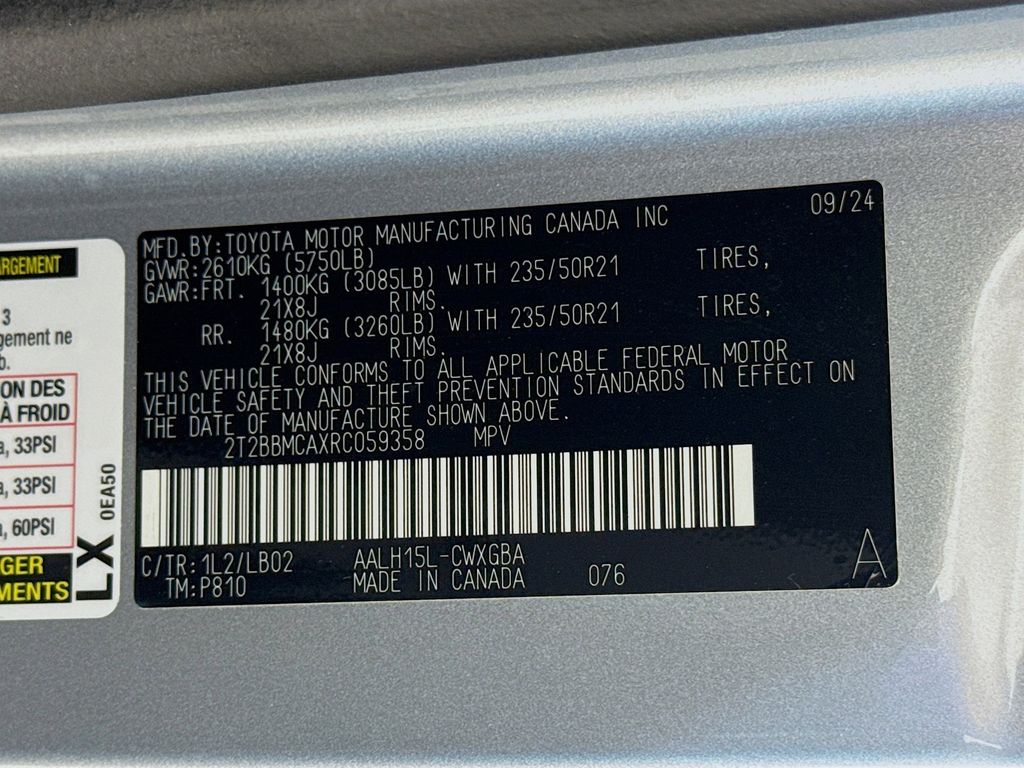 MFD. BY: TOYOTA MOTOR MANUFACTURING CANADA INC 09/24
GVWR: 2610KG (5750LB)
GAWR: FRT. 1400KG (3085LB) WITH 235/50R21 TIRES,
21X8J RIMS.
RR. 1480KG (3260LB) WITH 235/50R21 TIRES,
21X8J RIMS.
THIS VEHICLE CONFORMS TO ALL APPLICABLE FEDERAL MOTOR
VEHICLE SAFETY AND THEFT PREVENTION STANDARDS IN EFFECT ON
THE DATE OF MANUFACTURE SHOWN ABOVE.
2T2BBMCAXRC059358 MPV
C/TR: 1L2/LB02 AALH15L-CWXGBA
TM: P810 MADE IN CANADA 076
A
3
ne
b.
ON DES
À FROID
33PSI
33PSI
60PSI
LX 0EA50